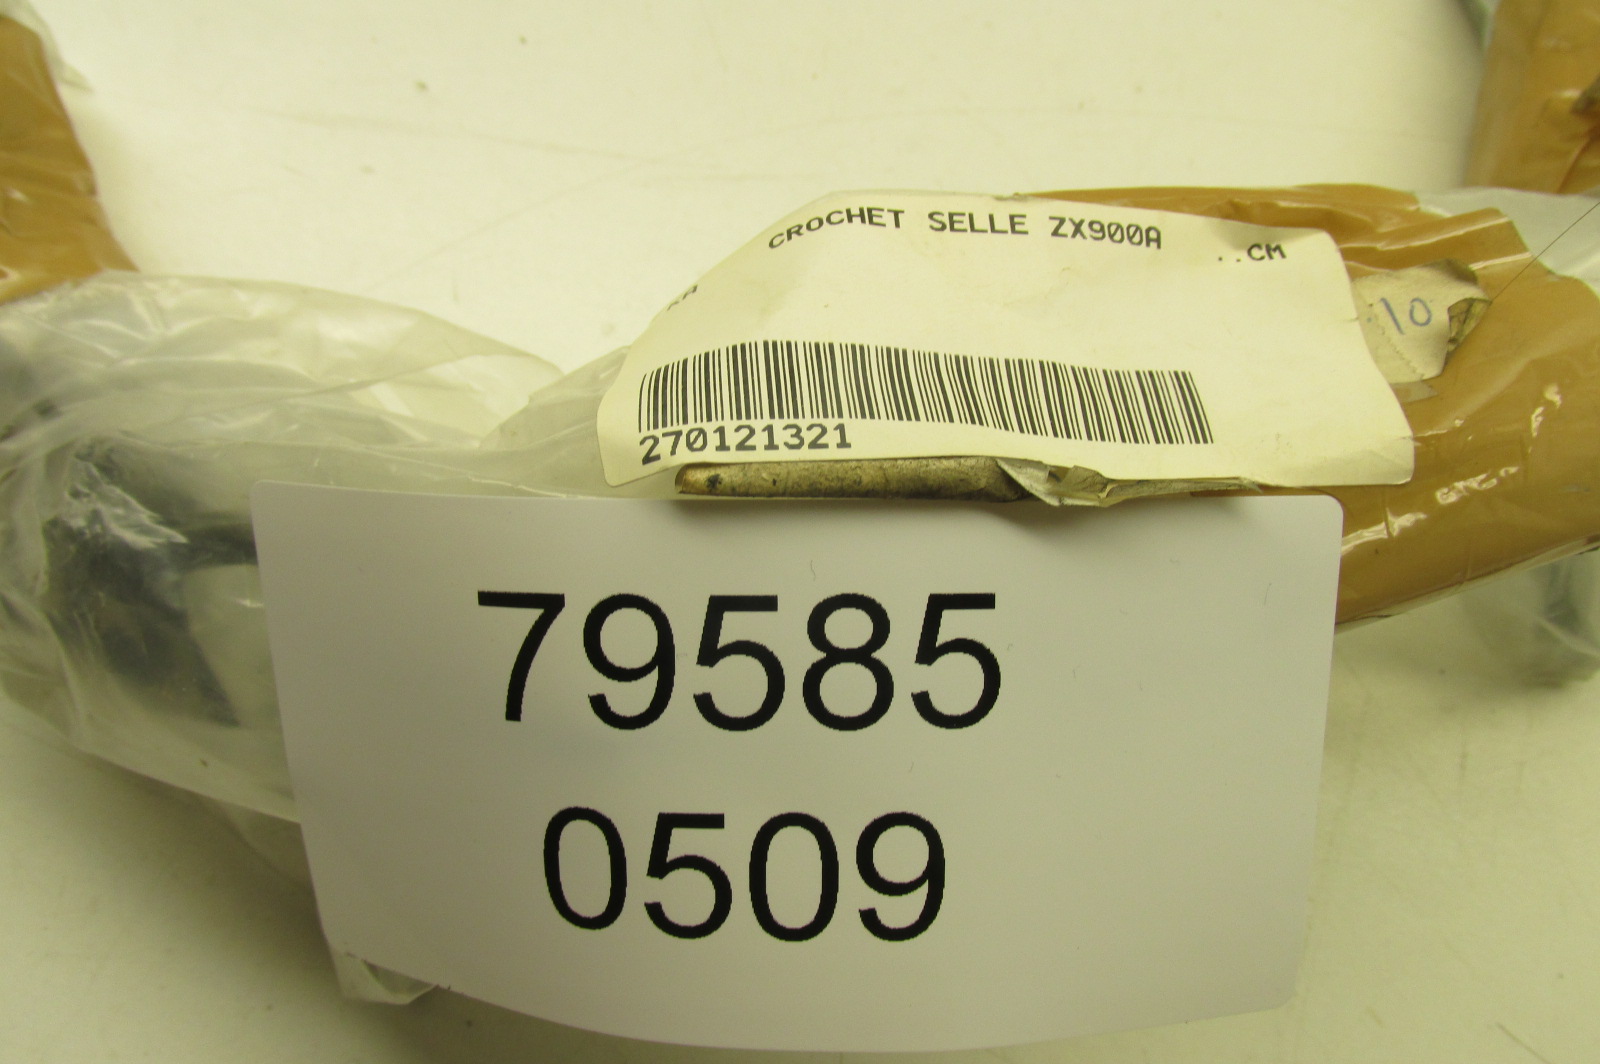 CROCHET SELLE ZX900A
..CM
10
270121321
79585
0509